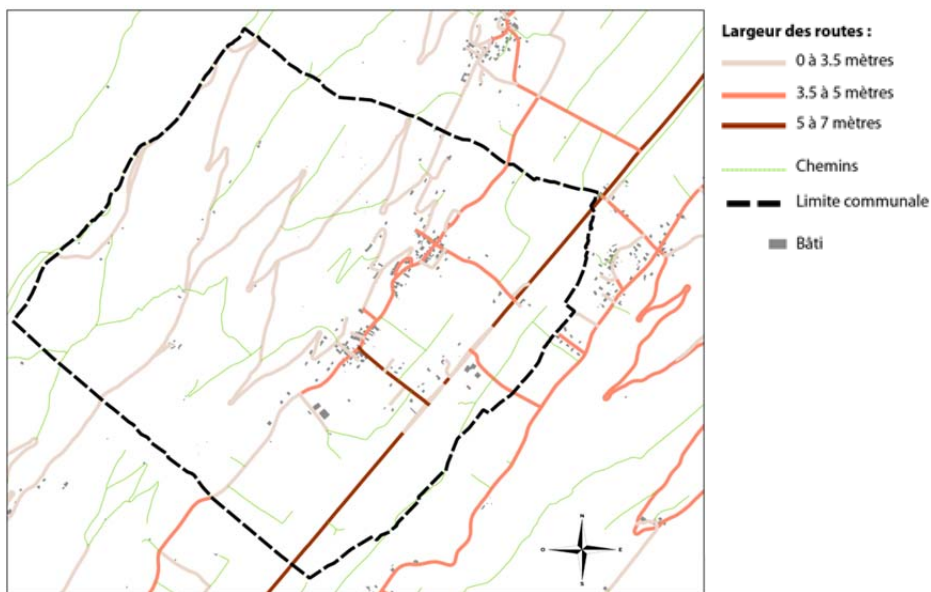 Largeur des routes :
0 à 3.5 mètres
3.5 à 5 mètres
5 à 7 mètres
Chemins
Limite communale
Bâti
N
O
E
S